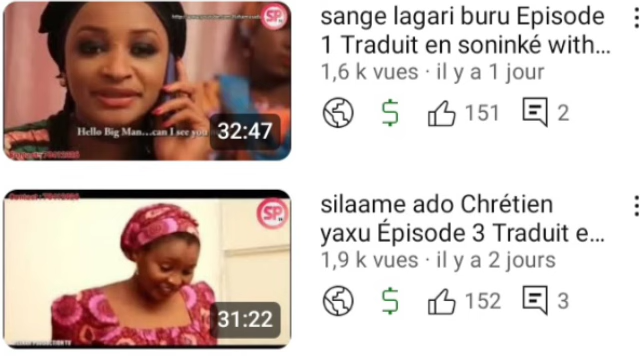 SP
Hello Big Man....can I see you
32:47
sange lagari buru Episode
1 Traduit en soninké with...
1,6 k vues · il y a 1 jour
151
2
SP
31:22
silaame ado Chrétien
yaxu Épisode 3 Traduit e...
1,9 k vues · il y a 2 jours
152
3